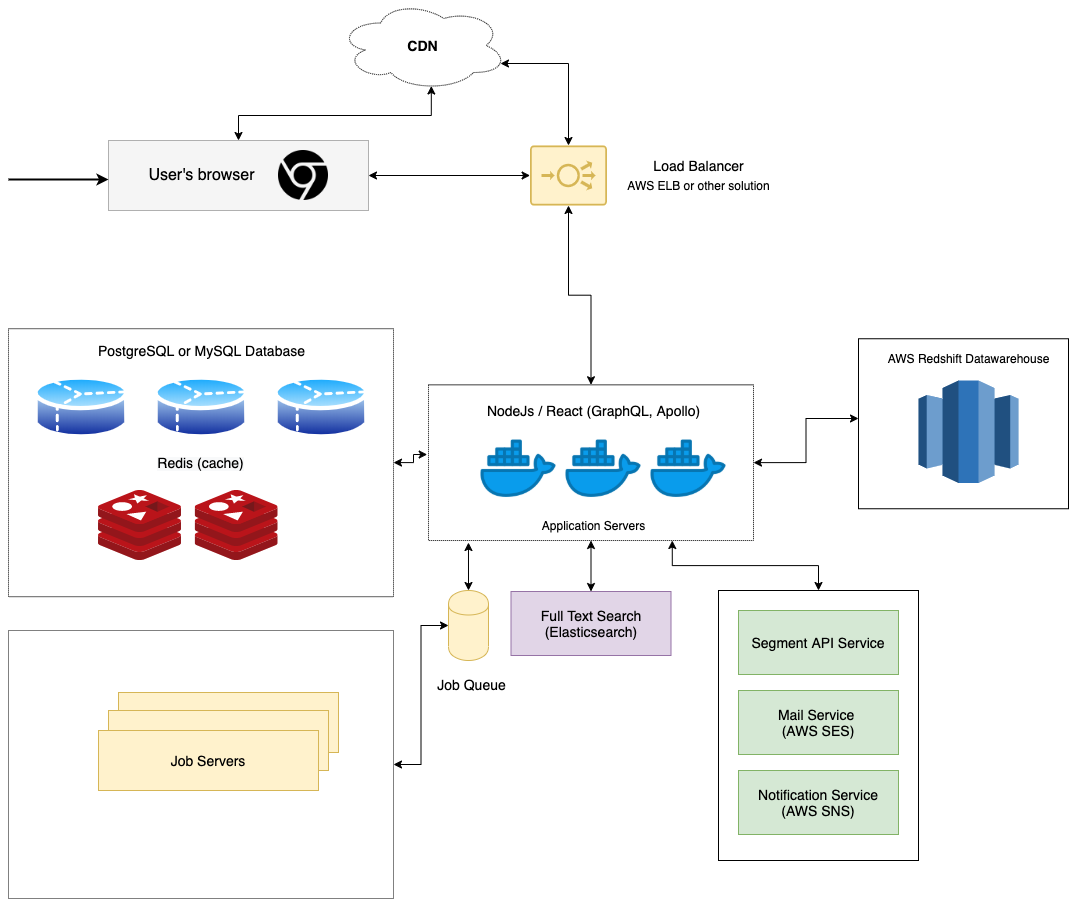 CDN
User's browser
Load Balancer
AWS ELB or other solution
PostgreSQL or MySQL Database
Redis (cache)
NodeJs / React (GraphQL, Apollo)
Application Servers
AWS Redshift Datawarehouse
Job Queue
Full Text Search
(Elasticsearch)
Segment API Service
Mail Service
(AWS SES)
Notification Service
(AWS SNS)
Job Servers